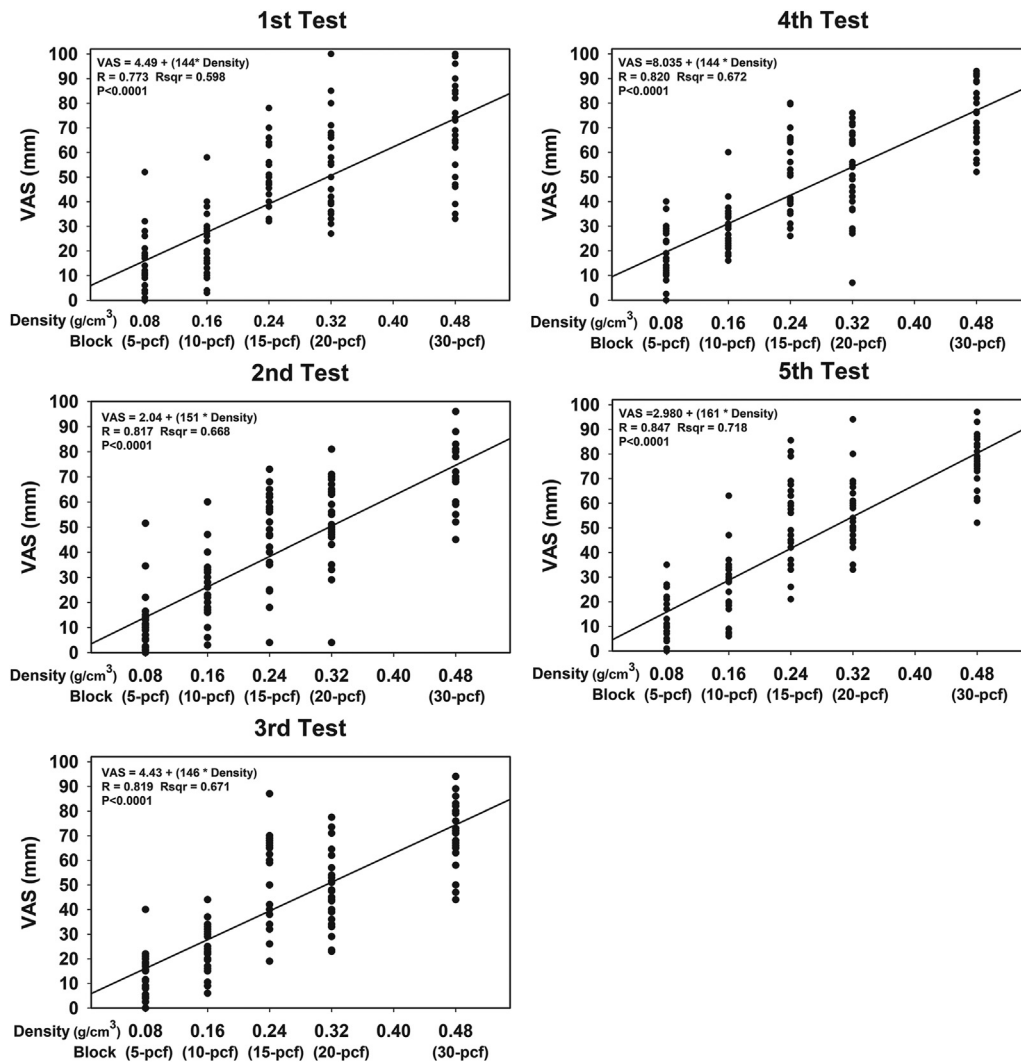 1st Test
VAS = 4.49 + (144* Density)
R = 0.773 Rsqr = 0.598
P<0.0001
VAS (mm)
100
90
80
70
60
50
40
30
20
10
0
Density (g/cm³) 0.08 0.16 0.24 0.32 0.40 0.48
Block (5-pcf) (10-pcf) (15-pcf) (20-pcf) (30-pcf)
2nd Test
VAS = 2.04 + (151 * Density)
R = 0.817 Rsqr = 0.668
P<0.0001
VAS (mm)
100
90
80
70
60
50
40
30
20
10
0
Density (g/cm³) 0.08 0.16 0.24 0.32 0.40 0.48
Block (5-pcf) (10-pcf) (15-pcf) (20-pcf) (30-pcf)
3rd Test
VAS = 4.43 + (146 * Density)
R = 0.819 Rsqr = 0.671
P<0.0001
VAS (mm)
100
90
80
70
60
50
40
30
20
10
0
Density (g/cm³) 0.08 0.16 0.24 0.32 0.40 0.48
Block (5-pcf) (10-pcf) (15-pcf) (20-pcf) (30-pcf)
4th Test
VAS =8.035 + (144 * Density)
R = 0.820 Rsqr = 0.672
P<0.0001
VAS (mm)
100
90
80
70
60
50
40
30
20
10
0
Density (g/cm³) 0.08 0.16 0.24 0.32 0.40 0.48
Block (5-pcf) (10-pcf) (15-pcf) (20-pcf) (30-pcf)
5th Test
VAS =2.980 + (161 * Density)
R = 0.847 Rsqr = 0.718
P<0.0001
VAS (mm)
100
90
80
70
60
50
40
30
20
10
0
Density (g/cm³) 0.08 0.16 0.24 0.32 0.40 0.48
Block (5-pcf) (10-pcf) (15-pcf) (20-pcf) (30-pcf)